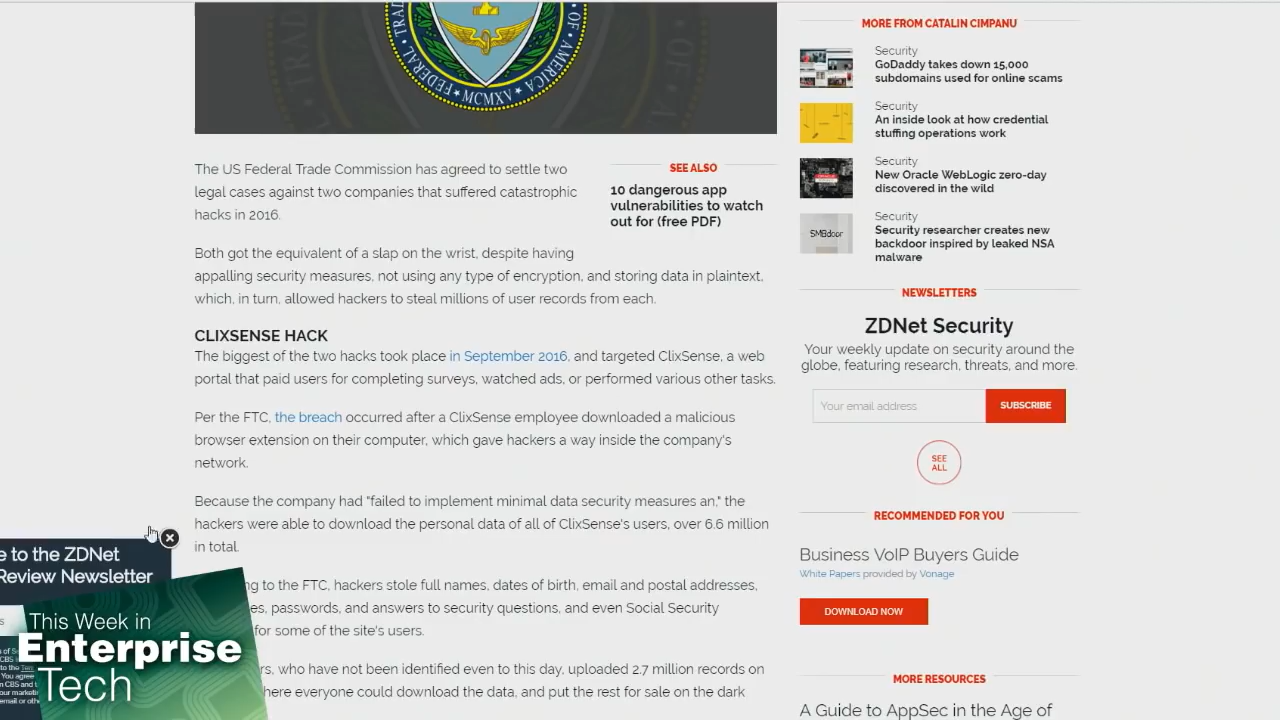 FEDERAL TRAD
OF AMERICA
MCMXV
The US Federal Trade Commission has agreed to settle two
legal cases against two companies that suffered catastrophic
hacks in 2016.
SEE ALSO
10 dangerous app
vulnerabilities to watch
out for (free PDF)
Both got the equivalent of a slap on the wrist, despite having
appalling security measures, not using any type of encryption, and storing data in plaintext,
which, in turn, allowed hackers to steal millions of user records from each.
CLIXSENSE HACK
The biggest of the two hacks took place in September 2016, and targeted ClixSense, a web
portal that paid users for completing surveys, watched ads, or performed various other tasks.
Per the FTC, the breach occurred after a ClixSense employee downloaded a malicious
browser extension on their computer, which gave hackers a way inside the company's
network.
Because the company had "failed to implement minimal data security measures an," the
hackers were able to download the personal data of all of ClixSense's users, over 6.6 million
in total.
ng to the FTC, hackers stole full names, dates of birth, email and postal addresses,
es, passwords, and answers to security questions, and even Social Security
for some of the site's users.
rs, who have not been identified even to this day, uploaded 2.7 million records on
here everyone could download the data, and put the rest for sale on the dark
MORE FROM CATALIN CIMPANU
Security
GoDaddy takes down 15,000
subdomains used for online scams
Security
An inside look at how credential
stuffing operations work
Security
New Oracle WebLogic zero-day
discovered in the wild
SMBdoor
Security
Security researcher creates new
backdoor inspired by leaked NSA
malware
NEWSLETTERS
ZDNet Security
Your weekly update on security around the
globe, featuring research, threats, and more.
Your email address
SUBSCRIBE
SEE
ALL
RECOMMENDED FOR YOU
Business VoIP Buyers Guide
White Papers provided by Vonage
DOWNLOAD NOW
MORE RESOURCES
A Guide to AppSec in the Age of
e to the ZDNet
Review Newsletter
This Week in
Enterprise
Tech